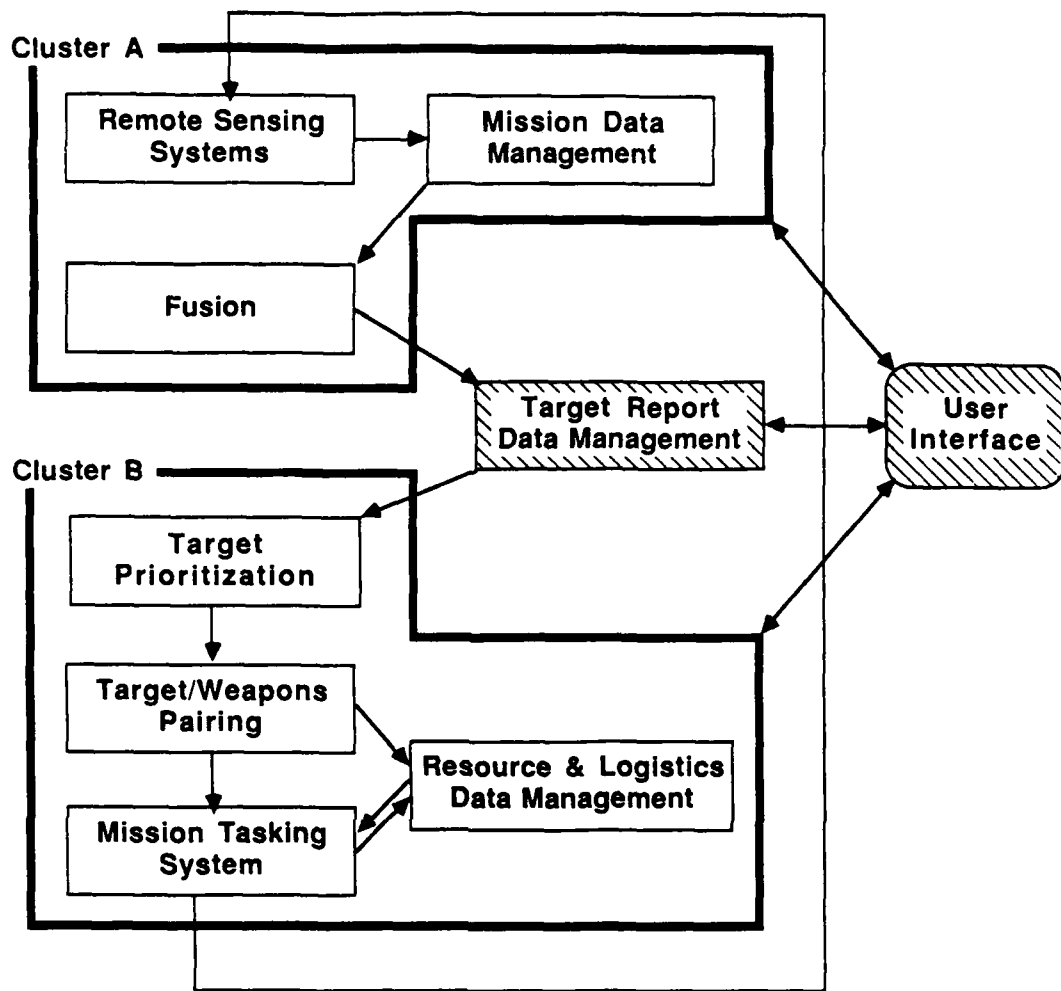 Cluster A
Remote Sensing
Systems
Mission Data
Management
Fusion
Target Report
Data Management
User
Interface
Cluster B
Target
Prioritization
Target/Weapons
Pairing
Resource & Logistics
Data Management
Mission Tasking
System